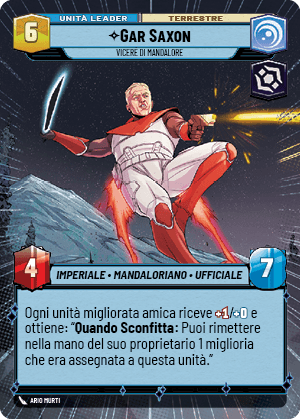 UNITÀ LEADER
TERRESTRE
6
✧GAR SAXON
VICERÉ DI MANDALORE
4
IMPERIALE • MANDALORIANO • UFFICIALE
7
Ogni unità migliorata amica riceve +1/+0 e
ottiene: “Quando Sconfitta: Puoi rimettere
nella mano del suo proprietario 1 miglioria
che era assegnata a questa unità.”
ARIO MURTI